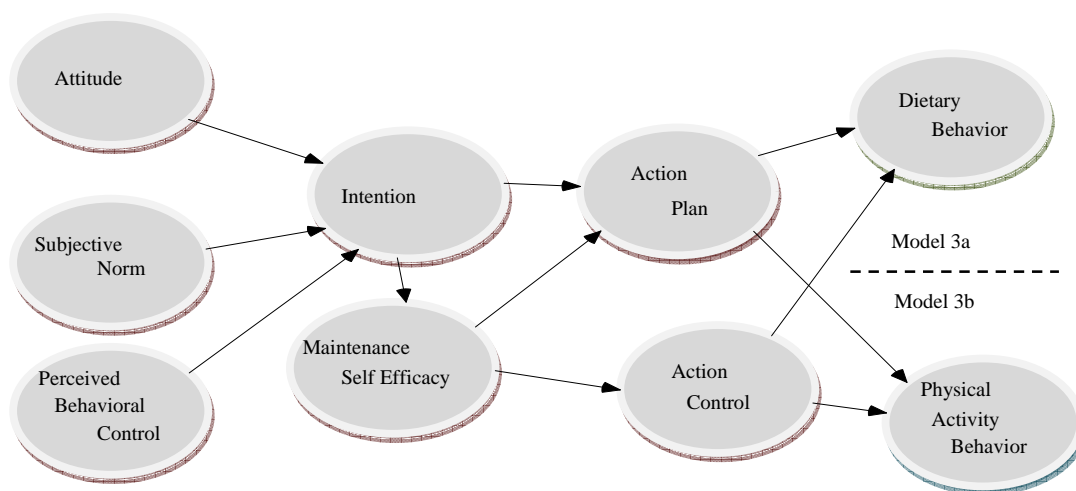 Attitude
Subjective
Norm
Perceived
Behavioral
Control
Intention
Maintenance
Self Efficacy
Action
Plan
Action
Control
Dietary
Behavior
Model 3a
Model 3b
Physical
Activity
Behavior